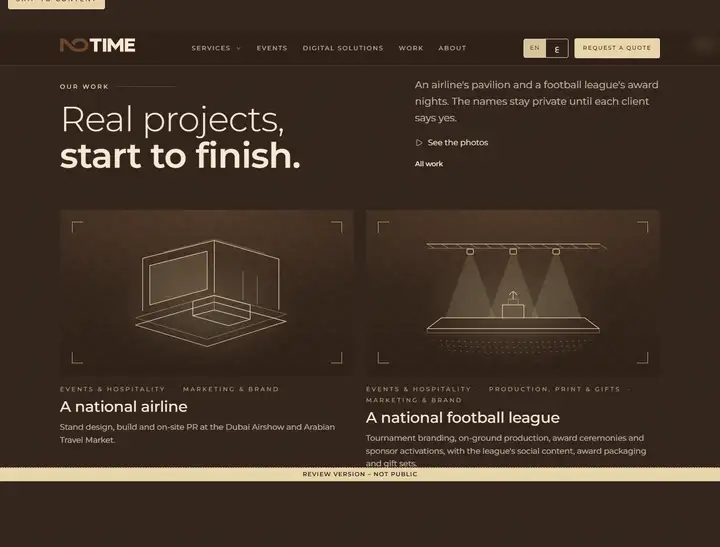 SKIP TO CONTENT
NOTIME
SERVICES
EVENTS
DIGITAL SOLUTIONS
WORK
ABOUT
EN
E
REQUEST A QUOTE
OUR WORK
Real projects,
start to finish.
An airline's pavilion and a football league's award
nights. The names stay private until each client
says yes.
See the photos
All work
EVENTS & HOSPITALITY MARKETING & BRAND
A national airline
Stand design, build and on-site PR at the Dubai Airshow and Arabian
Travel Market.
EVENTS & HOSPITALITY PRODUCTION, PRINT & GIFTS ·
MARKETING & BRAND
A national football league
Tournament branding, on-ground production, award ceremonies and
sponsor activations, with the league's social content, award packaging
and gift sets.
REVIEW VERSION – NOT PUBLIC